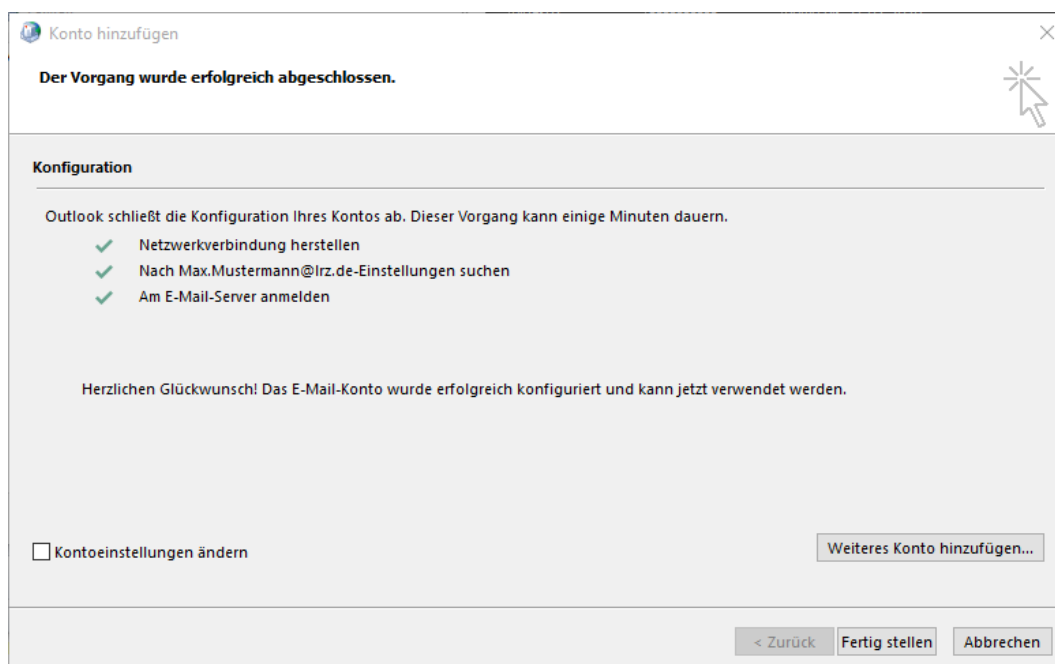 Konto hinzufügen
Der Vorgang wurde erfolgreich abgeschlossen.
Konfiguration
Outlook schließt die Konfiguration Ihres Kontos ab. Dieser Vorgang kann einige Minuten dauern.
Netzwerkverbindung herstellen
Nach Max.Mustermann@lrz.de-Einstellungen suchen
Am E-Mail-Server anmelden
Herzlichen Glückwunsch! Das E-Mail-Konto wurde erfolgreich konfiguriert und kann jetzt verwendet werden.
Kontoeinstellungen ändern
Weiteres Konto hinzufügen...
< Zurück
Fertig stellen
Abbrechen